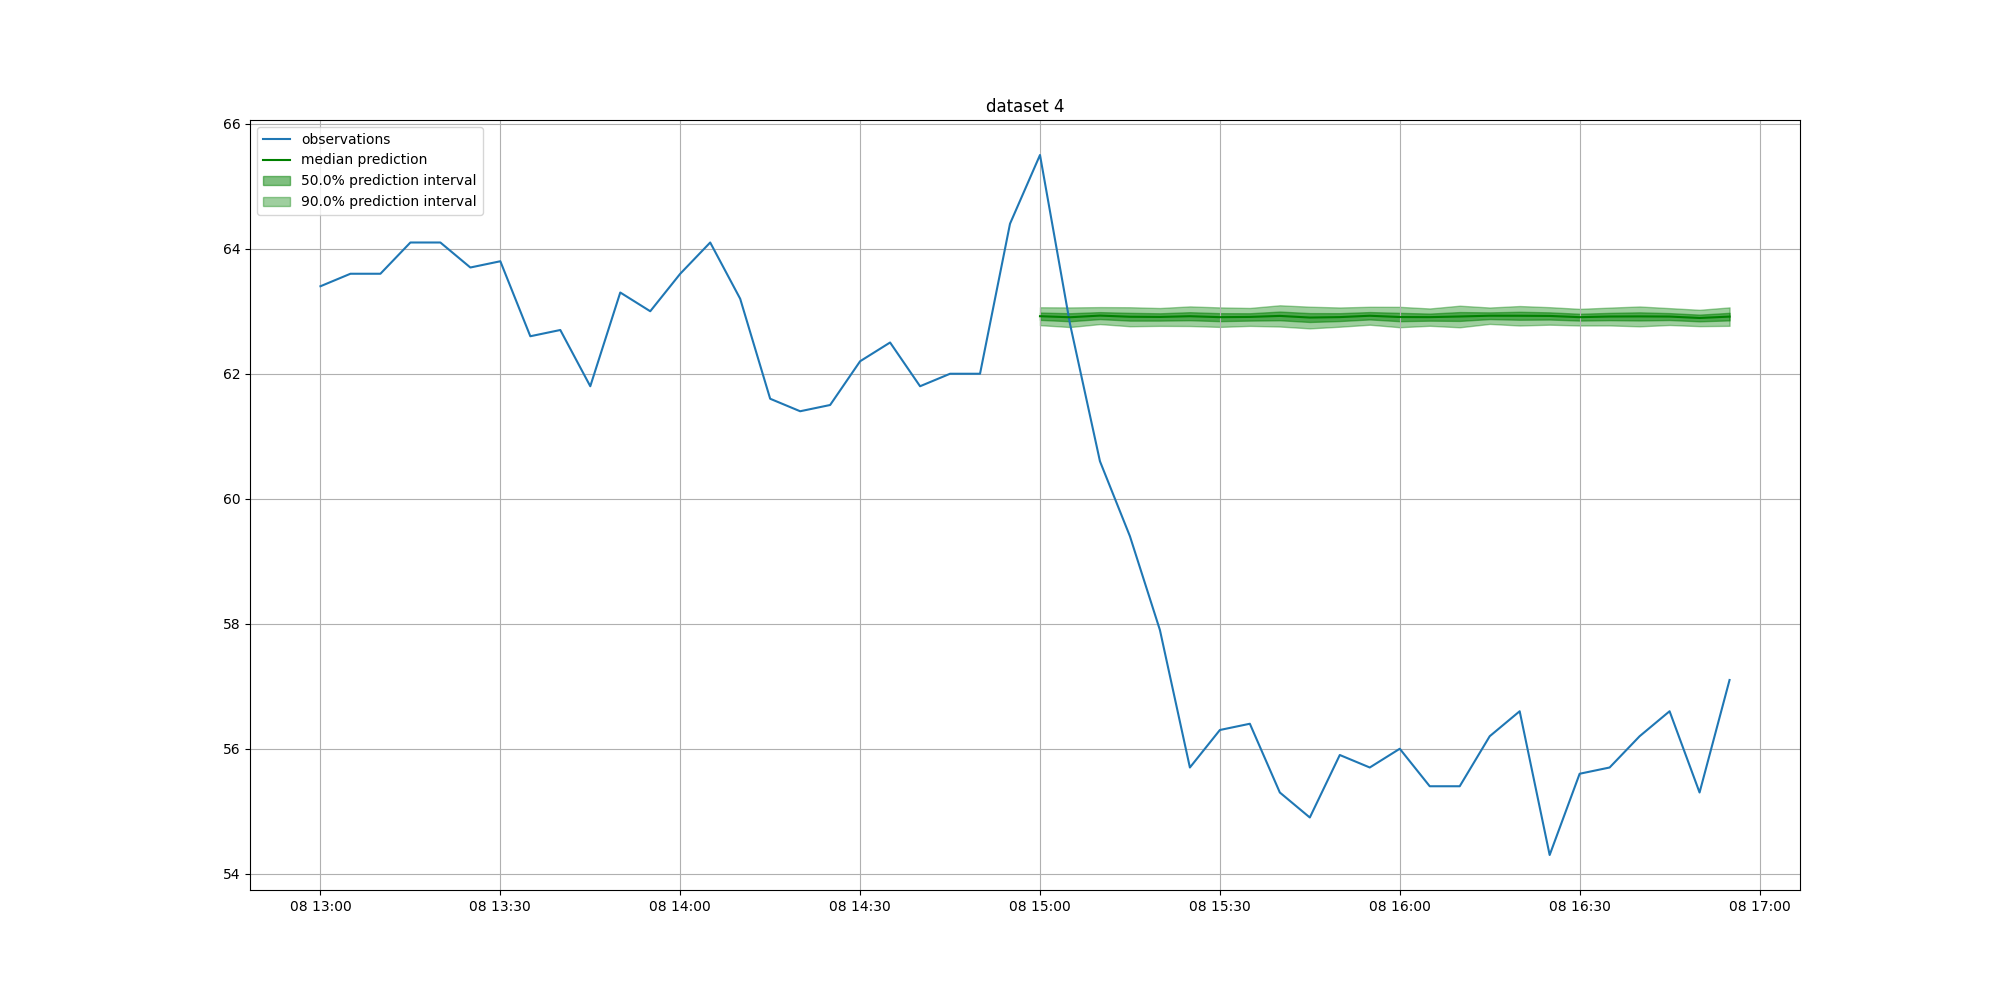 dataset 4
66
observations
median prediction
50.0% prediction interval
90.0% prediction interval
64
62
60
58
56
54
08 13:00 08 13:30 08 14:00 08 14:30 08 15:00 08 15:30 08 16:00 08 16:30 08 17:00